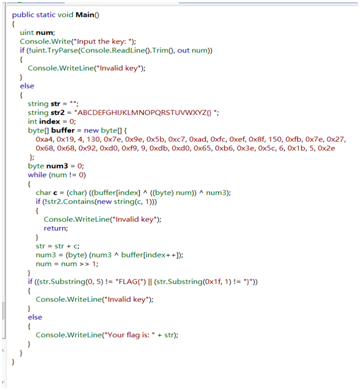 public static void Main()
{
uint num;
Console.Write("Input the key: ");
if (!uint.TryParse(Console.ReadLine().Trim(), out num))
{
Console.WriteLine("Invalid key");
}
else
{
string str = "";
string str2 = "ABCDEFGHIJKLMNOPQRSTUVWXYZ{} ";
int index = 0;
byte[] buffer = new byte[] {
0xa4, 0x19, 4, 130, 0x7e, 0x9e, 0x5b, 0xc7, 0xad, 0xfc, 0xef, 0x8f, 150, 0xfb, 0x7e, 0x27,
0x68, 0x68, 0x92, 0xd0, 0xf9, 9, 0xdb, 0xd0, 0x65, 0xb6, 0x3e, 0x5c, 6, 0x1b, 5, 0x2e
};
byte num3 = 0;
while (num != 0)
{
char c = (char) ((buffer[index] ^ ((byte) num)) ^ num3);
if (!str2.Contains(new string(c, 1)))
{
Console.WriteLine("Invalid key");
return;
}
str = str + c;
num3 = (byte) (num3 ^ buffer[index++]);
num = num >> 1;
}
if ((str.Substring(0, 5) != "FLAG{") || (str.Substring(0x1f, 1) != "}"))
{
Console.WriteLine("Invalid key");
}
else
{
Console.WriteLine("Your flag is: " + str);
}
}
}